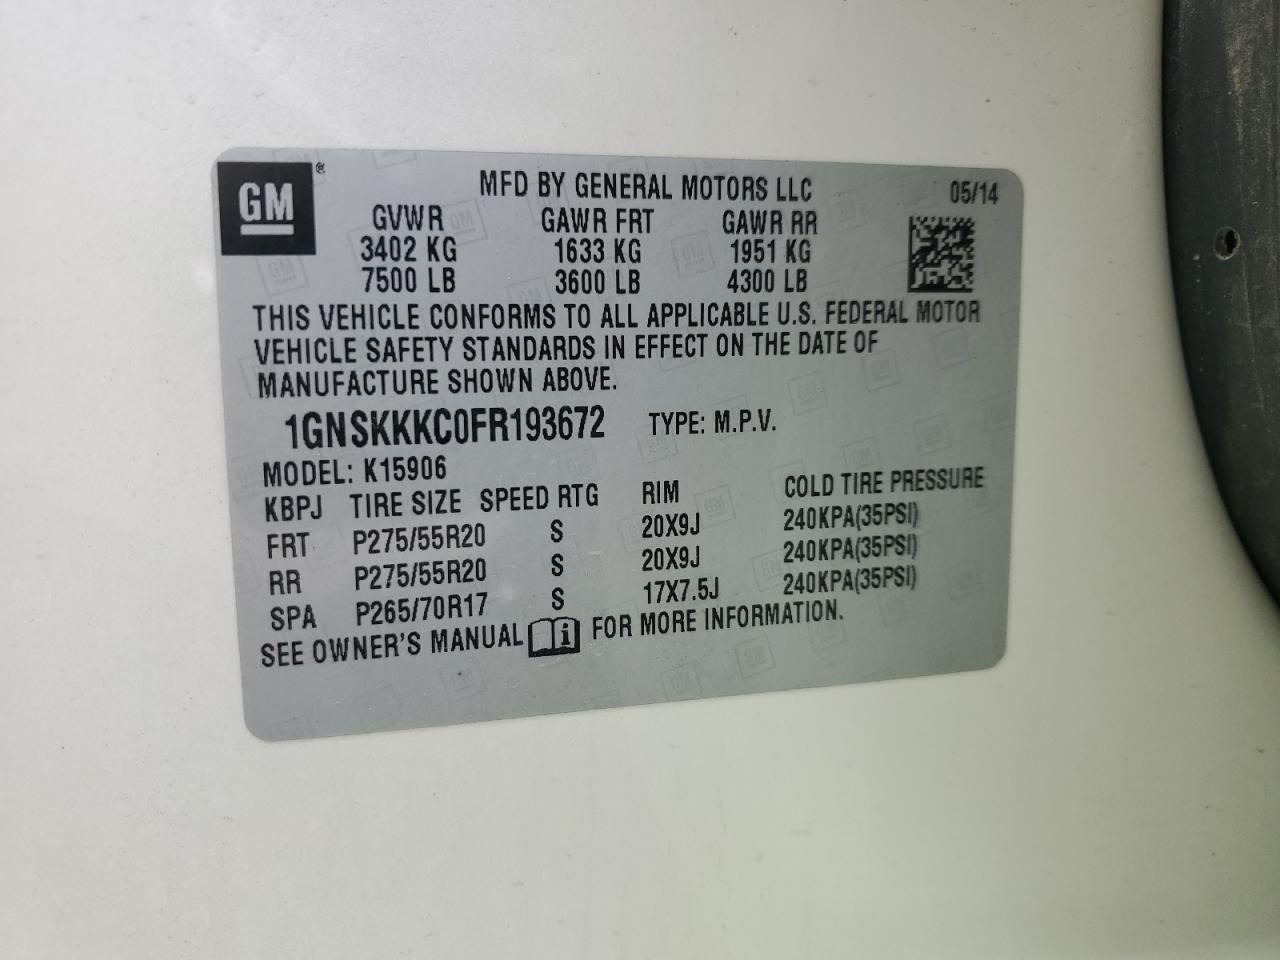 GM®
MFD BY GENERAL MOTORS LLC 05/14
GVWR GAWR FRT GAWR RR
3402 KG 1633 KG 1951 KG
7500 LB 3600 LB 4300 LB
THIS VEHICLE CONFORMS TO ALL APPLICABLE U.S. FEDERAL MOTOR
VEHICLE SAFETY STANDARDS IN EFFECT ON THE DATE OF
MANUFACTURE SHOWN ABOVE.
1GNSKKKC0FR193672 TYPE: M.P.V.
MODEL: K15906
KBPJ TIRE SIZE SPEED RTG RIM COLD TIRE PRESSURE
FRT P275/55R20 S 20X9J 240KPA(35PSI)
RR P275/55R20 S 20X9J 240KPA(35PSI)
SPA P265/70R17 S 17X7.5J 240KPA(35PSI)
SEE OWNER'S MANUAL i FOR MORE INFORMATION.